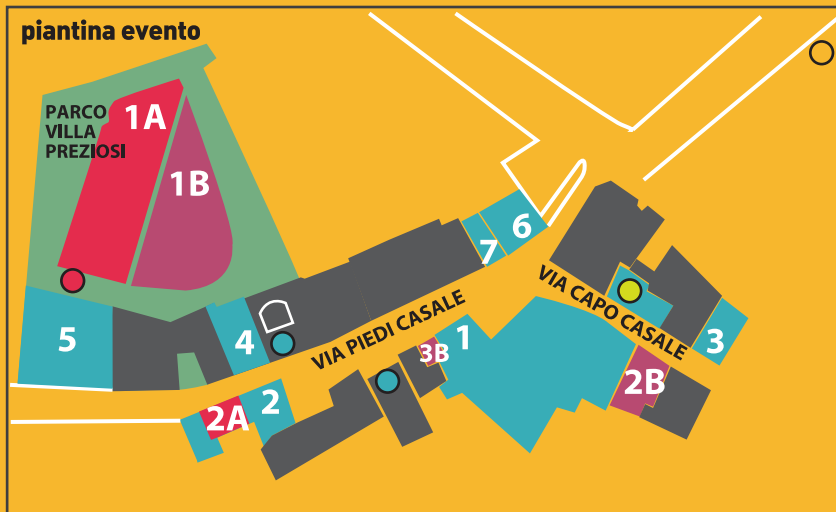 piantina evento
PARCO
VILLA
PREZIOSI
1A
1B
5
4
VIA PIEDI CASALE
7
6
VIA CAPO CASALE
3
3B
1
2B
2A
2